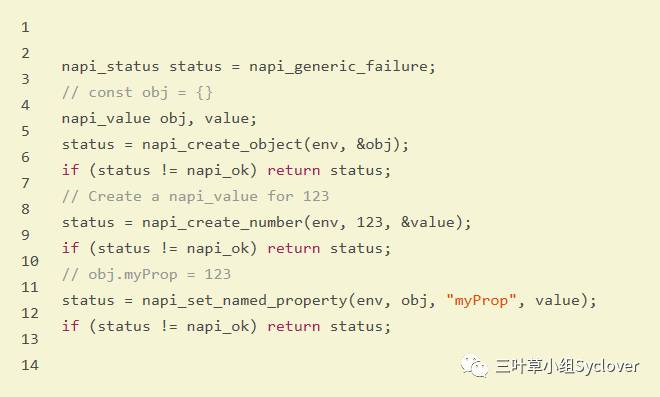 1
2
napi_status status = napi_generic_failure;
3
// const obj = {}
4
napi_value obj, value;
5
status = napi_create_object(env, &obj);
6
if (status != napi_ok) return status;
7
// Create a napi_value for 123
8
status = napi_create_number(env, 123, &value);
9
if (status != napi_ok) return status;
10
// obj.myProp = 123
11
status = napi_set_named_property(env, obj, "myProp", value);
12
if (status != napi_ok) return status;
13
14
三叶草小组Syclover